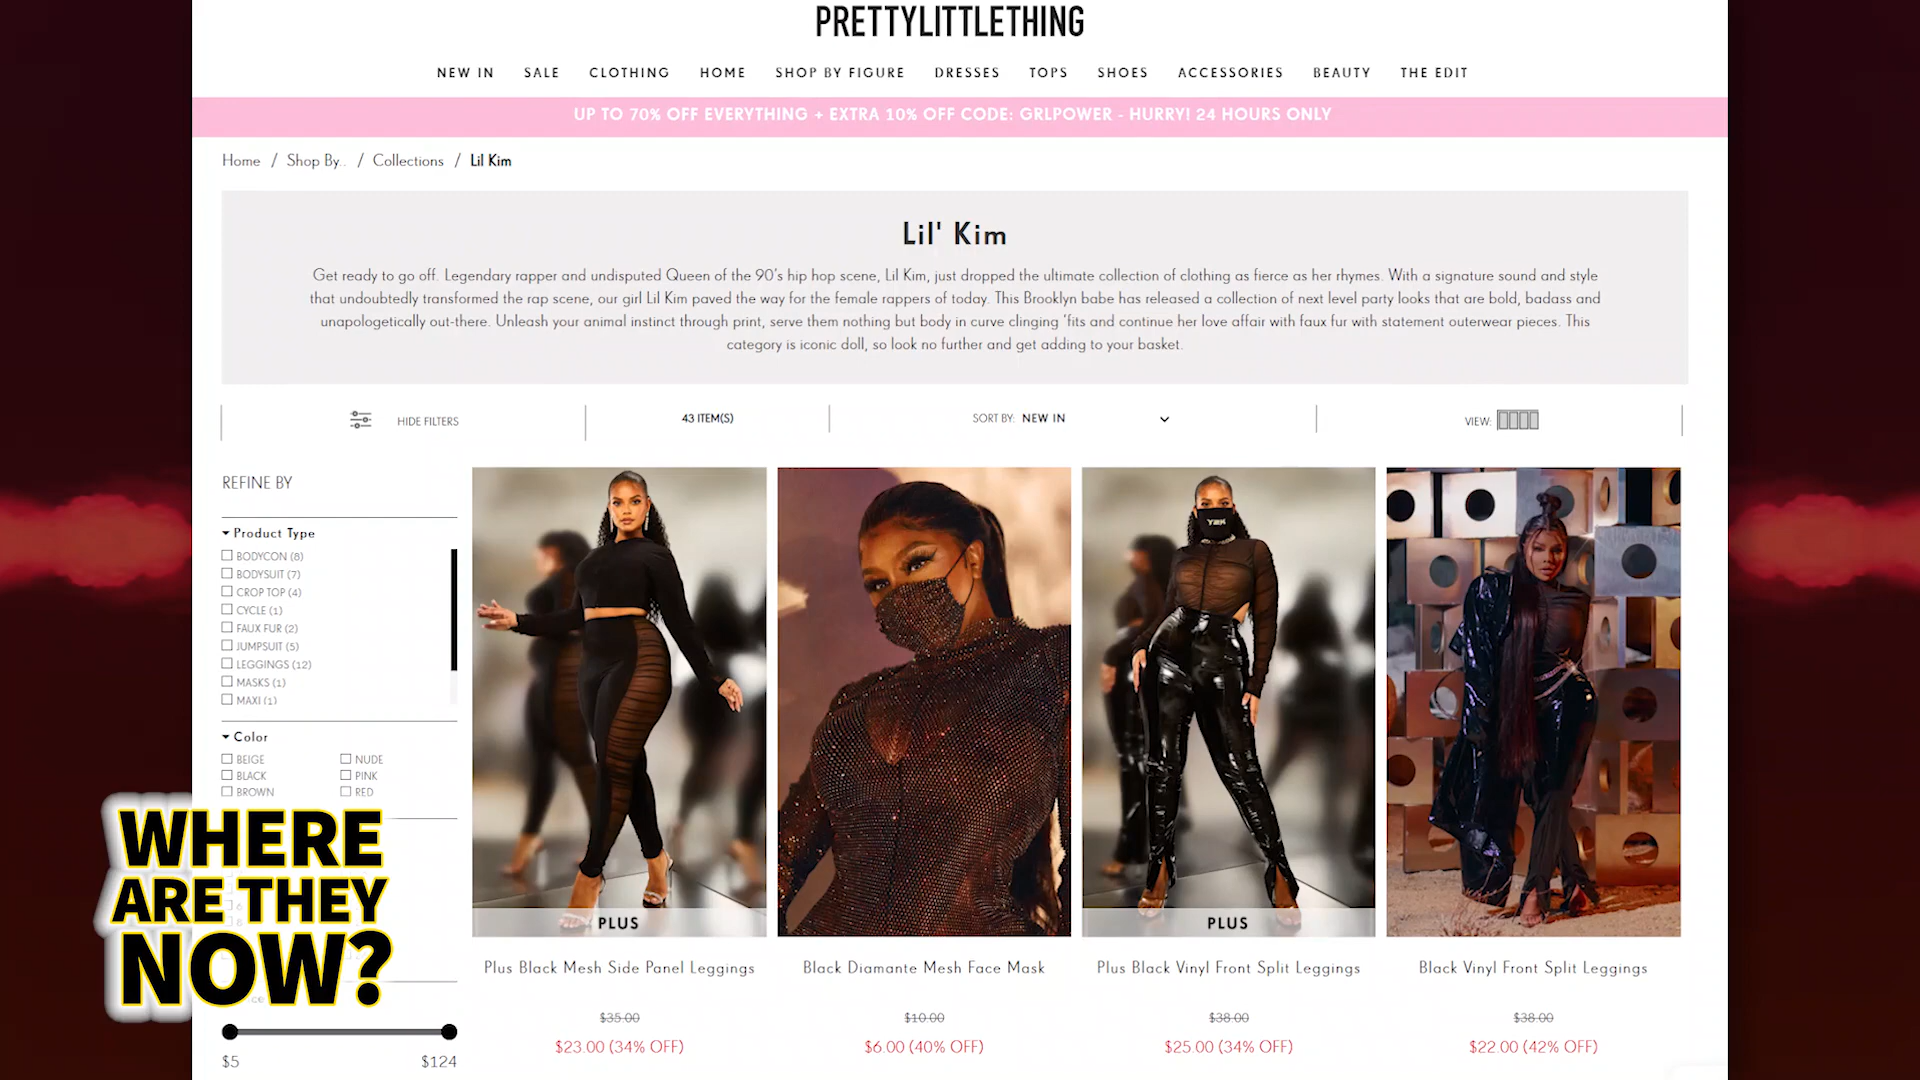 PRETTYLITTLETHING
NEW IN SALE CLOTHING HOME SHOP BY FIGURE DRESSES TOPS SHOES ACCESSORIES BEAUTY THE EDIT
UP TO 70% OFF EVERYTHING + EXTRA 10% OFF CODE: GRLPOWER - HURRY! 24 HOURS ONLY
Home / Shop By.. / Collections / Lil Kim
Lil' Kim
Get ready to go off. Legendary rapper and undisputed Queen of the 90's hip hop scene, Lil Kim, just dropped the ultimate collection of clothing as fierce as her rhymes. With a signature sound and style
that undoubtedly transformed the rap scene, our girl Lil Kim paved the way for the female rappers of today. This Brooklyn babe has released a collection of next level party looks that are bold, badass and
unapologetically out-there. Unleash your animal instinct through print, serve them nothing but body in curve clinging 'fits and continue her love affair with faux fur with statement outerwear pieces. This
category is iconic doll, so look no further and get adding to your basket.
HIDE FILTERS 43 ITEM(S) SORT BY: NEW IN VIEW:
REFINE BY
Product Type
BODYCON (8)
BODYSUIT (7)
CROP TOP (4)
CYCLE (1)
FAUX FUR (2)
JUMPSUIT (5)
LEGGINGS (12)
MASKS (1)
MAXI (1)
Color
BEIGE NUDE
BLACK PINK
BROWN RED
WHERE
ARE THEY
NOW?
$5 $124
Y2K
PLUS PLUS
Plus Black Mesh Side Panel Leggings Black Diamante Mesh Face Mask Plus Black Vinyl Front Split Leggings Black Vinyl Front Split Leggings
$35.00 $10.00 $38.00 $38.00
$23.00 (34% OFF) $6.00 (40% OFF) $25.00 (34% OFF) $22.00 (42% OFF)